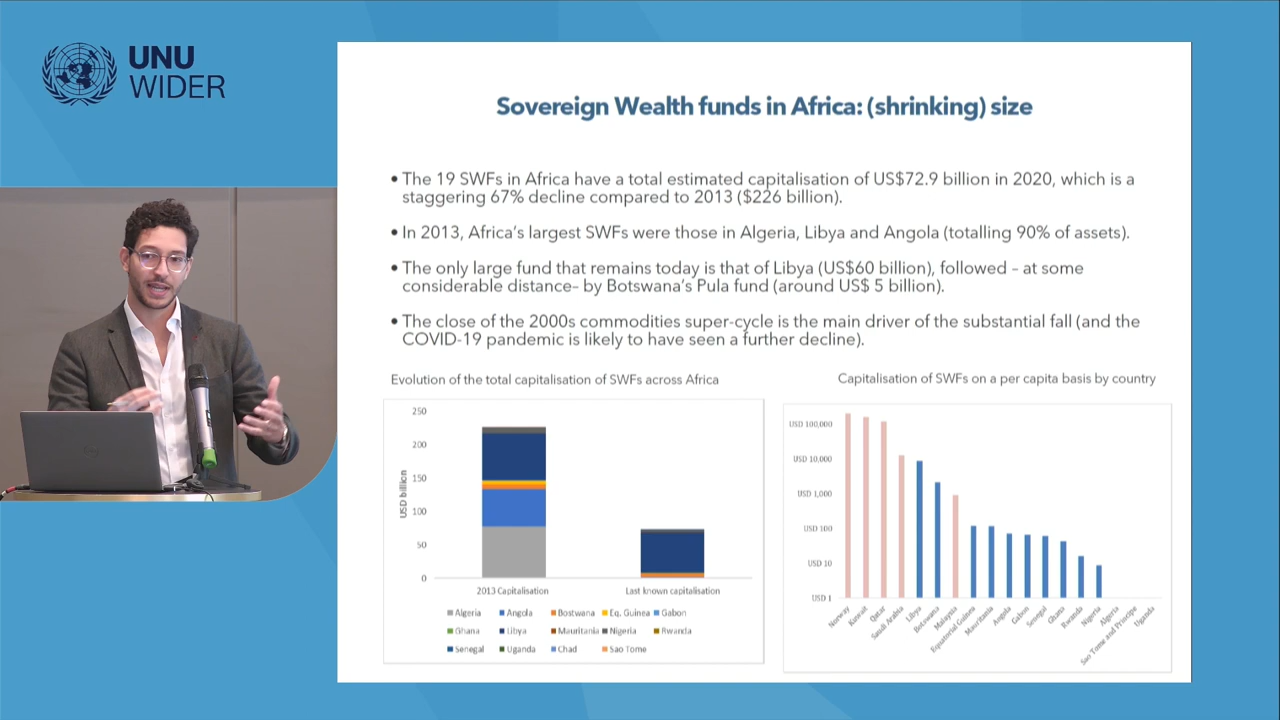 UNU
WIDER
Sovereign Wealth funds in Africa: (shrinking) size
• The 19 SWFs in Africa have a total estimated capitalisation of US$72.9 billion in 2020, which is a
staggering 67% decline compared to 2013 ($226 billion).
• In 2013, Africa's largest SWFs were those in Algeria, Libya and Angola (totalling 90% of assets).
• The only large fund that remains today is that of Libya (US$60 billion), followed – at some
considerable distance– by Botswana's Pula fund (around US$ 5 billion).
• The close of the 2000s commodities super-cycle is the main driver of the substantial fall (and the
COVID-19 pandemic is likely to have seen a further decline).
Evolution of the total capitalisation of SWFs across Africa
250
200
150
100
50
0
USD billion
2013 Capitalisation
Last known capitalisation
Algeria Angola Bostwana Eq. Guinea Gabon
Ghana Libya Mauritania Nigeria Rwanda
Senegal Uganda Chad Sao Tome
Capitalisation of SWFs on a per capita basis by country
USD 100,000
USD 10,000
USD 1,000
USD 100
USD 10
USD 1
Norway
Kuwait
Qatar
Saudi Arabia
Libya
Botswana
Malaysia
Equatorial Guinea
Mauritania
Angola
Gabon
Senegal
Ghana
Rwanda
Nigeria
Algeria
Sao Tome and Principe
Uganda